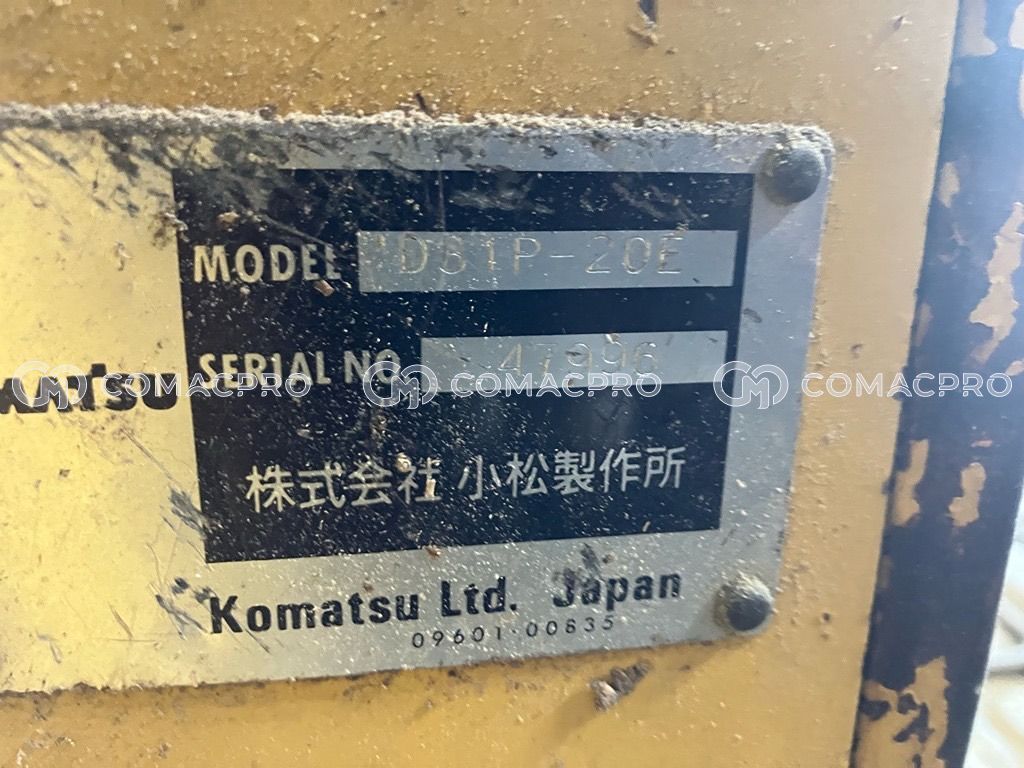 MODEL D31P-20E
SERIAL NO. 47996
KOMATSU
COMACPRO COMACPRO COMACPRO
株式会社 小松製作所
Komatsu Ltd. Japan
09601-00835